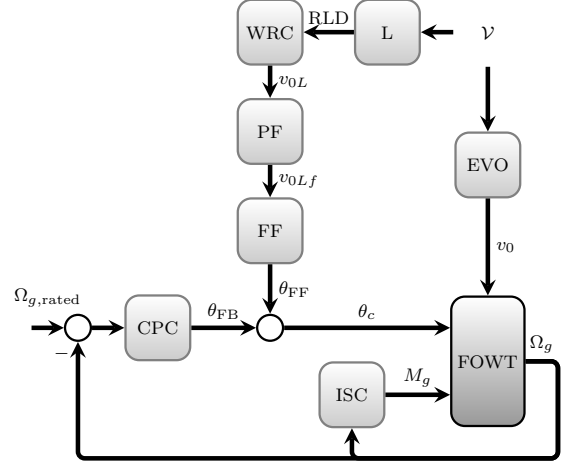 WRC RLD L 𝒱
v₀L
PF
EVO
v₀Lf
FF
v₀
θFF
Ωg,rated
CPC θFB θc
−
FOWT Ωg
ISC Mg